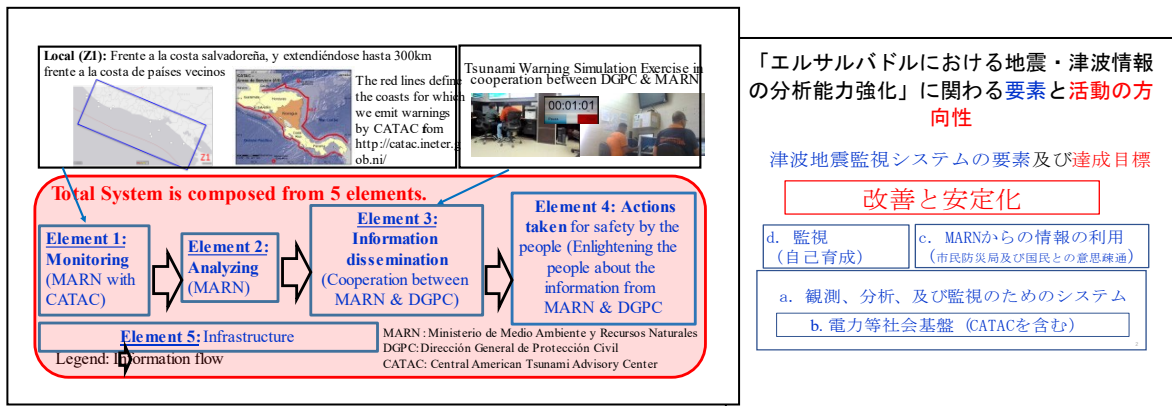 Local (Z1): Frente a la costa salvadoreña, y extendiéndose hasta 300km
frente a la costa de países vecinos
Z1
CATAC
The red lines define
the coasts for which
we emit warnings
by CATAC fom
http://catac.ineter.g
ob.ni/
Tsunami Warning Simulation Exercise in
cooperation between DGPC & MARN
00:01:01
Total System is composed from 5 elements.
Element 1:
Monitoring
(MARN with
CATAC)
Element 2:
Analyzing
(MARN)
Element 3:
Information
dissemination
(Cooperation between
MARN & DGPC)
Element 4: Actions
taken for safety by the
people (Enlightening the
people about the
information from
MARN & DGPC
Element 5: Infrastructure
Legend: Information flow
MARN : Ministerio de Medio Ambiente y Recursos Naturales
DGPC: Dirección General de Protección Civil
CATAC: Central American Tsunami Advisory Center
「エルサルバドルにおける地震・津波情報
の分析能力強化」に関わる要素と活動の方
向性
津波地震監視システムの要素及び達成目標
改善と安定化
d. 監視
(自己育成)
c. MARNからの情報の利用
(市民防災局及び国民との意思疎通)
a. 観測、分析、及び監視のためのシステム
b. 電力等社会基盤 (CATACを含む)